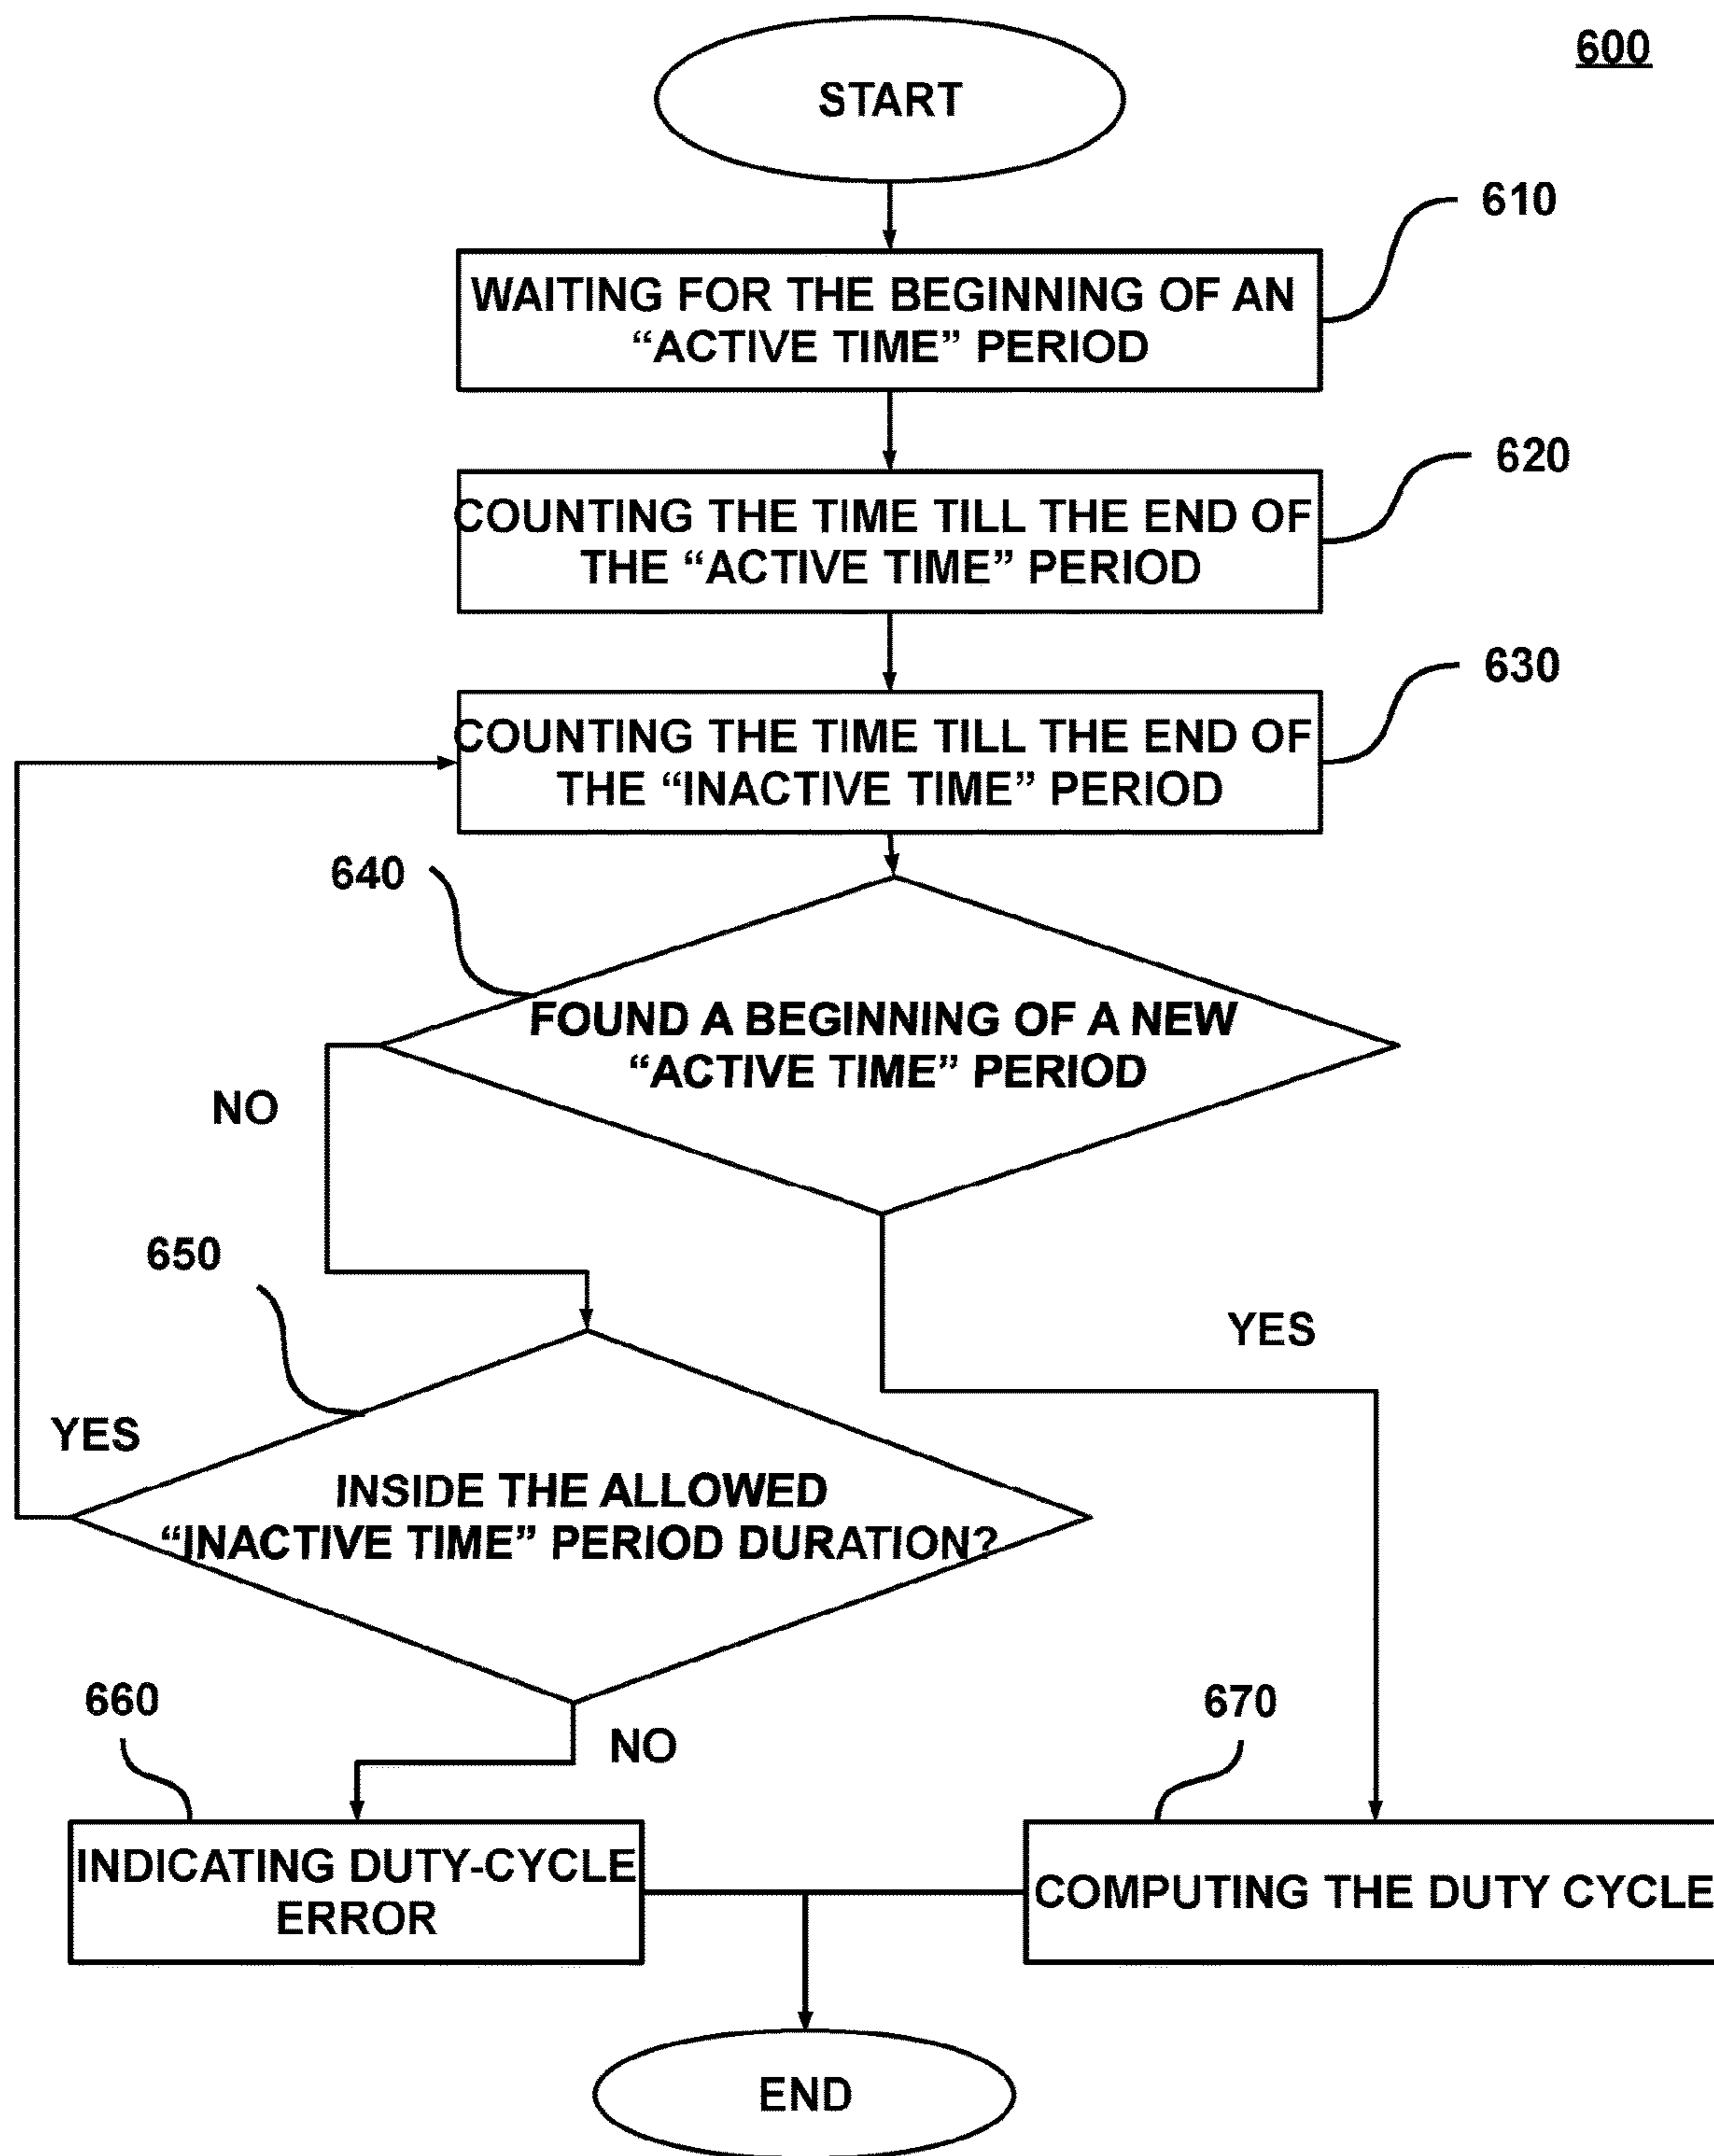 600
START
610
WAITING FOR THE BEGINNING OF AN
“ACTIVE TIME” PERIOD
620
COUNTING THE TIME TILL THE END OF
THE “ACTIVE TIME” PERIOD
630
COUNTING THE TIME TILL THE END OF
THE “INACTIVE TIME” PERIOD
640
FOUND A BEGINNING OF A NEW
“ACTIVE TIME” PERIOD
NO
650
YES
YES
INSIDE THE ALLOWED
“INACTIVE TIME” PERIOD DURATION?
660
670
NO
INDICATING DUTY-CYCLE
ERROR
COMPUTING THE DUTY CYCLE
END